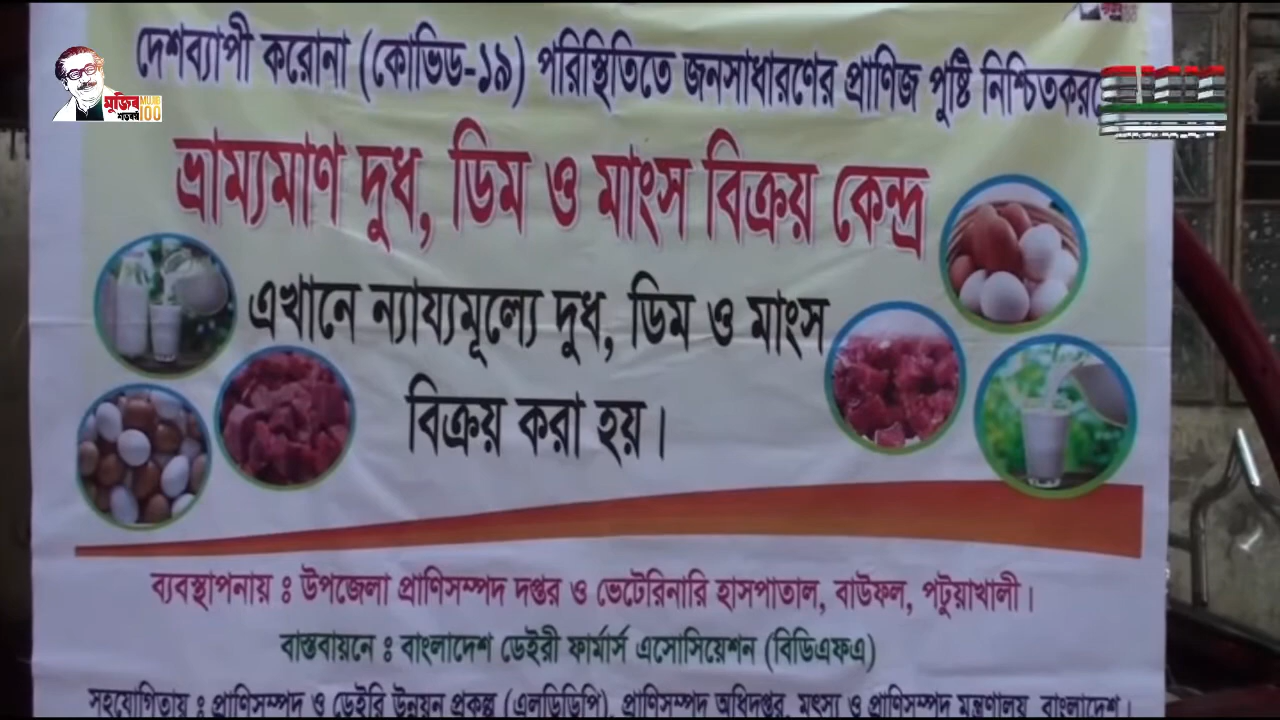 দেশব্যাপী করোনা (কোভিড-১৯) পরিস্থিতিতে জনসাধারণের প্রাণিজ পুষ্টি নিশ্চিতকরণে
ভ্রাম্যমাণ দুধ, ডিম ও মাংস বিক্রয় কেন্দ্র
এখানে ন্যায্যমূল্যে দুধ, ডিম ও মাংস
বিক্রয় করা হয়।
ব্যবস্থাপনায় ঃ উপজেলা প্রাণিসম্পদ দপ্তর ও ভেটেরিনারি হাসপাতাল, বাউফল, পটুয়াখালী।
বাস্তবায়নে ঃ বাংলাদেশ ডেইরী ফার্মার্স এসোসিয়েশন (বিডিএফএ)
সহযোগিতায় ঃ প্রাণিসম্পদ ও ডেইরি উন্নয়ন প্রকল্প (এলডিডিপি), প্রাণিসম্পদ অধিদপ্তর, মৎস্য ও প্রাণিসম্পদ মন্ত্রণালয়, বাংলাদেশ।
মুজিব
শতবর্ষ
MUJIB
100